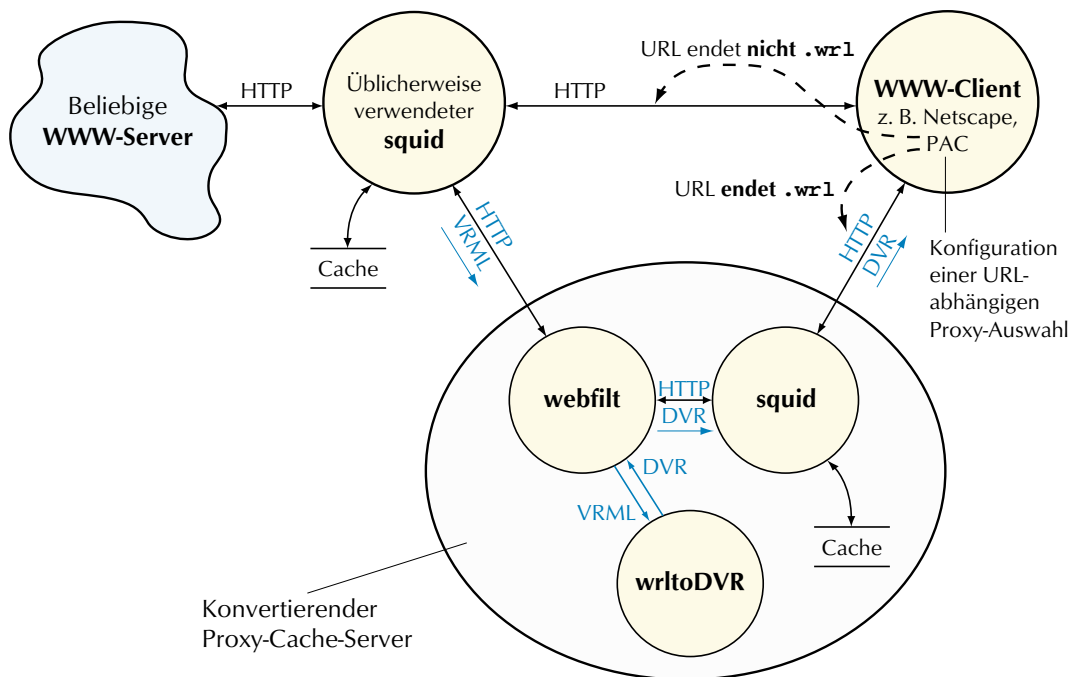 URL endet nicht .wrl
Beliebige
WWW-Server
HTTP
Üblicherweise
verwendeter
squid
HTTP
WWW-Client
z. B. Netscape,
PAC
URL endet .wrl
Cache
HTTP
VRML
HTTP
DVR
Konfiguration
einer URL-
abhängigen
Proxy-Auswahl
webfilt
HTTP
DVR
squid
DVR
VRML
wrltoDVR
Cache
Konvertierender
Proxy-Cache-Server